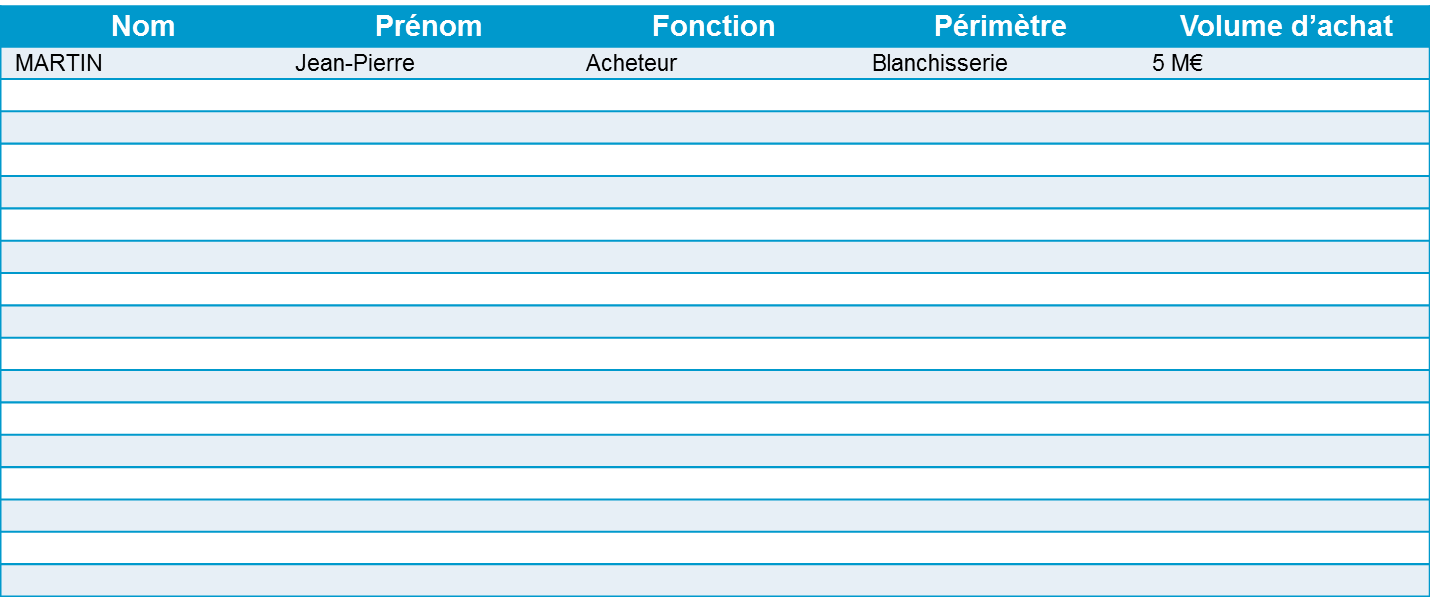 Nom Prénom Fonction Périmètre Volume d’achat
MARTIN Jean-Pierre Acheteur Blanchisserie 5 M€